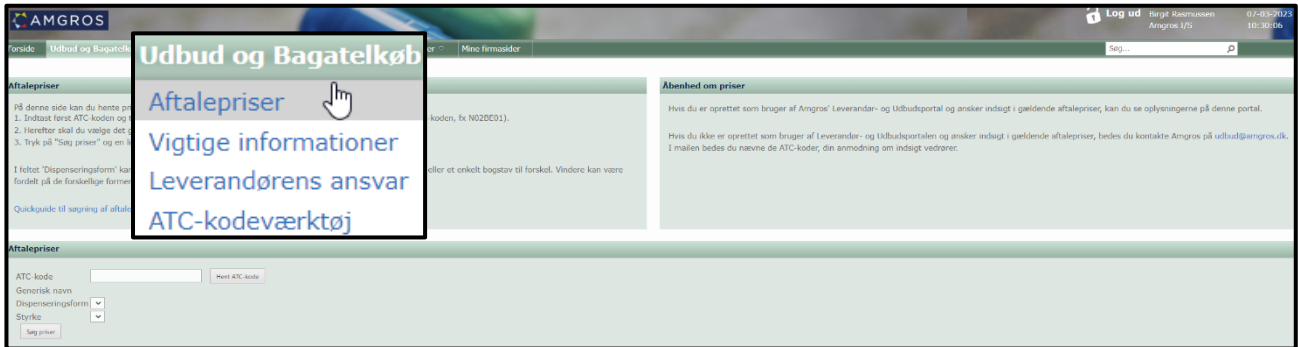 AMGROS
Log ud Birgit Rasmussen 07-03-2023
Amgros I/S 10:30:06
Forside Udbud og Bagatelk
er Mine firmasider
Søg...
Udbud og Bagatelkøb
Aftalepriser
Vigtige informationer
Leverandørens ansvar
ATC-kodeværktøj
Aftalepriser
På denne side kan du hente pr
1. Indtast først ATC-koden og t
-koden, fx N02BE01).
2. Herefter skal du vælge det g
3. Tryk på "Søg priser" og en li
I feltet 'Dispenseringsform' kan
eller et enkelt bogstav til forskel. Vindere kan være
fordelt på de forskellige former
Quickguide til søgning af aftale
Åbenhed om priser
Hvis du er oprettet som bruger af Amgros' Leverandør- og Udbudsportal og ønsker indsigt i gældende aftalepriser, kan du se oplysningerne på denne portal.
Hvis du ikke er oprettet som bruger af Leverandør- og Udbudsportalen og ønsker indsigt i gældende aftalepriser, bedes du kontakte Amgros på udbud@amgros.dk.
I mailen bedes du nævne de ATC-koder, din anmodning om indsigt vedrører.
Aftalepriser
ATC-kode Hent ATC-kode
Generisk navn
Dispenseringsform
Styrke
Søg priser